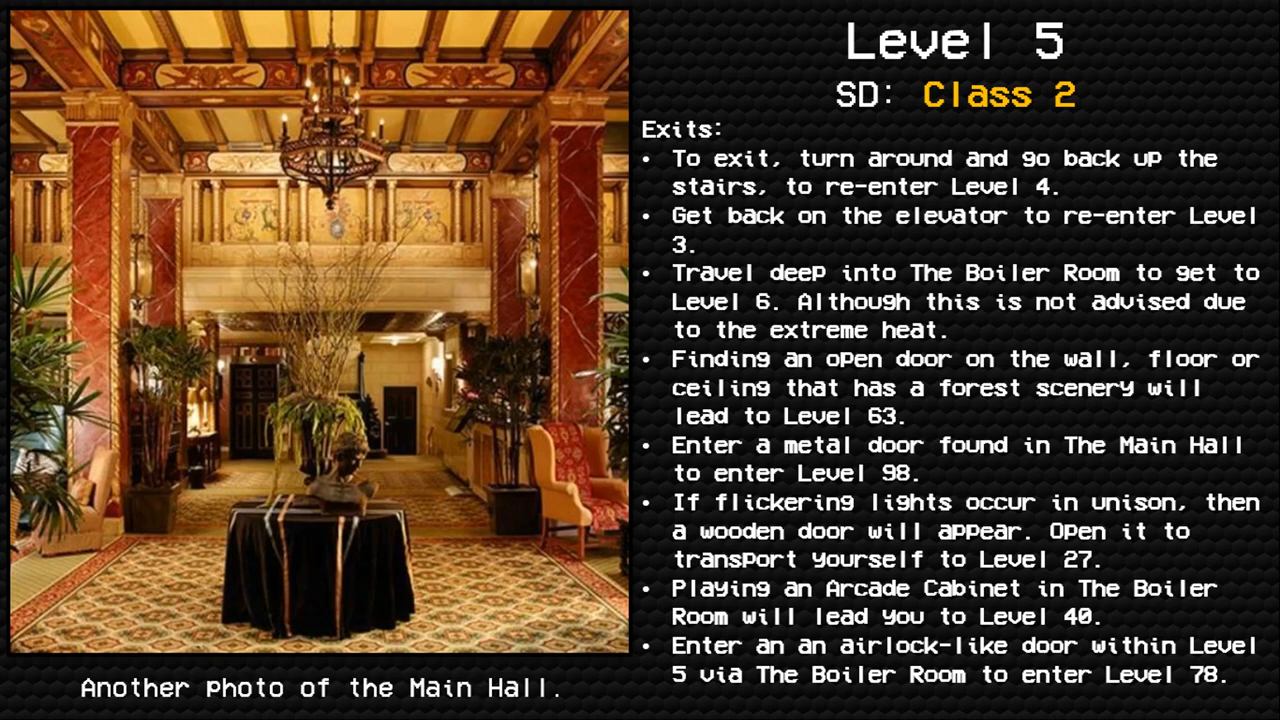 Level 5
SD: Class 2
Exits:
• To exit, turn around and go back up the
stairs, to re-enter Level 4.
• Get back on the elevator to re-enter Level
3.
• Travel deep into The Boiler Room to get to
Level 6. Although this is not advised due
to the extreme heat.
• Finding an open door on the wall, floor or
ceiling that has a forest scenery will
lead to Level 63.
• Enter a metal door found in The Main Hall
to enter Level 98.
• If flickering lights occur in unison, then
a wooden door will appear. Open it to
transport yourself to Level 27.
• Playing an Arcade Cabinet in The Boiler
Room will lead you to Level 40.
• Enter an an airlock-like door within Level
5 via The Boiler Room to enter Level 78.
Another photo of the Main Hall.